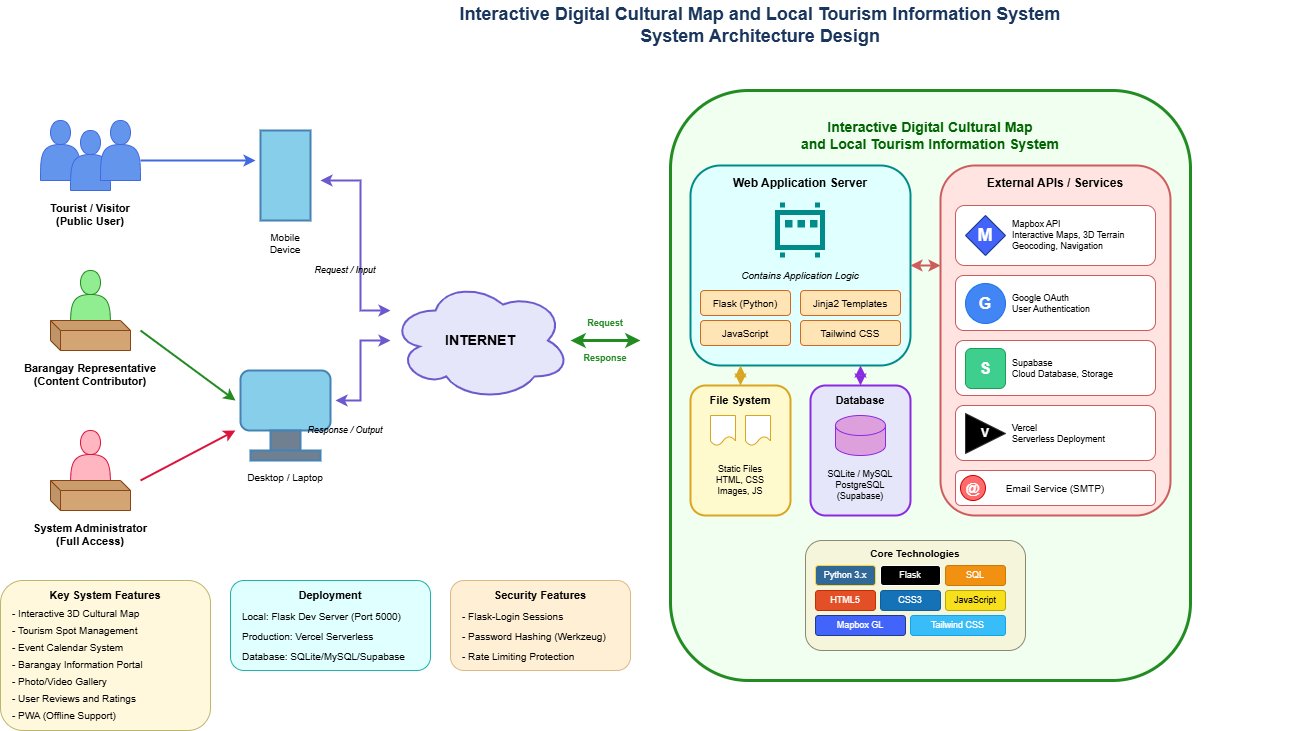 Interactive Digital Cultural Map and Local Tourism Information System
System Architecture Design
Tourist / Visitor
(Public User)
Mobile
Device
Request / Input
Barangay Representative
(Content Contributor)
INTERNET
Request
Response
Response / Output
Desktop / Laptop
System Administrator
(Full Access)
Interactive Digital Cultural Map
and Local Tourism Information System
Web Application Server
Contains Application Logic
Flask (Python)
Jinja2 Templates
JavaScript
Tailwind CSS
File System
Static Files
HTML, CSS
Images, JS
Database
SQLite / MySQL
PostgreSQL
(Supabase)
External APIs / Services
M
Mapbox API
Interactive Maps, 3D Terrain
Geocoding, Navigation
G
Google OAuth
User Authentication
S
Supabase
Cloud Database, Storage
V
Vercel
Serverless Deployment
@
Email Service (SMTP)
Core Technologies
Python 3.x
Flask
SQL
HTML5
CSS3
JavaScript
Mapbox GL
Tailwind CSS
Key System Features
- Interactive 3D Cultural Map
- Tourism Spot Management
- Event Calendar System
- Barangay Information Portal
- Photo/Video Gallery
- User Reviews and Ratings
- PWA (Offline Support)
Deployment
Local: Flask Dev Server (Port 5000)
Production: Vercel Serverless
Database: SQLite/MySQL/Supabase
Security Features
- Flask-Login Sessions
- Password Hashing (Werkzeug)
- Rate Limiting Protection